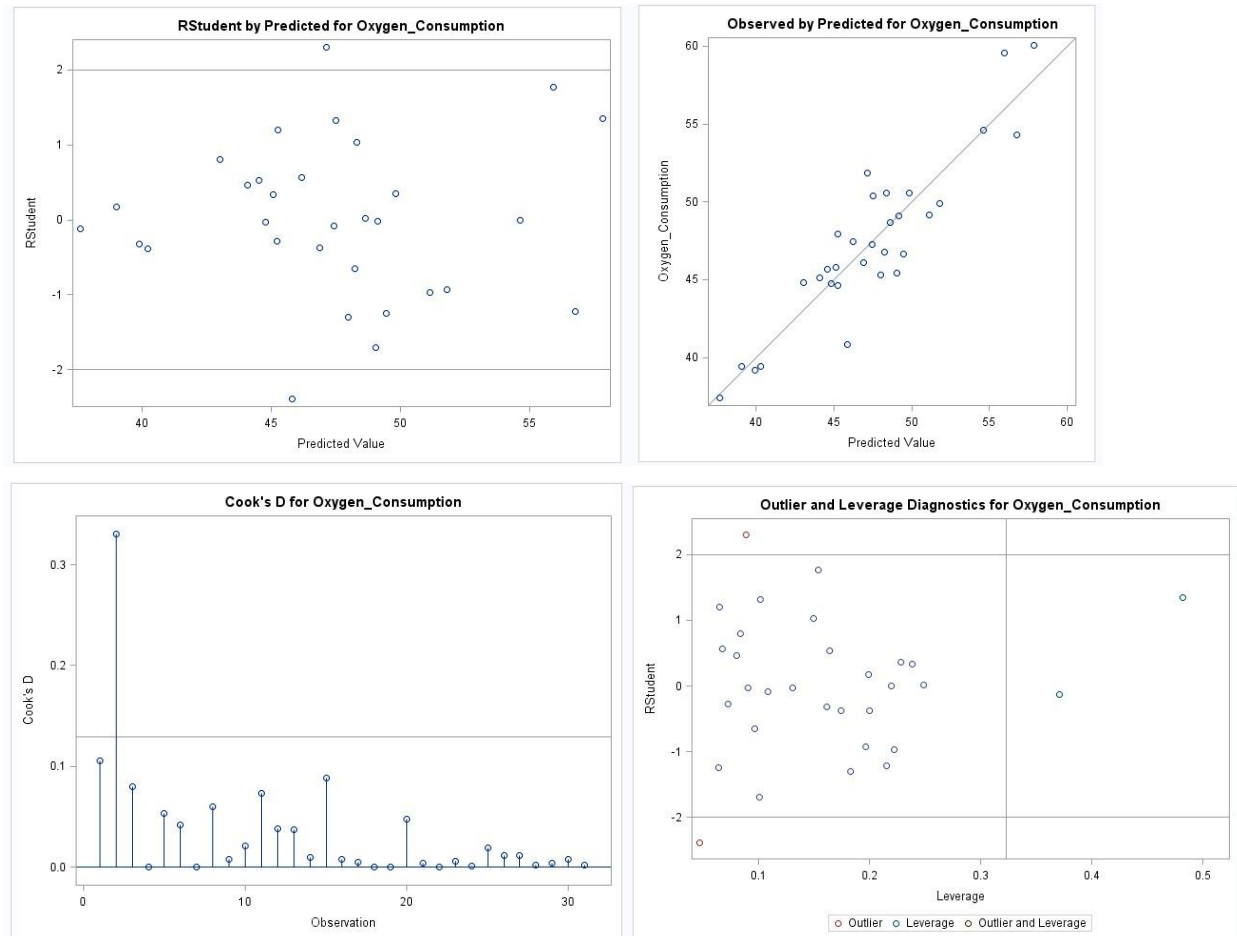 RStudent by Predicted for Oxygen_Consumption
2
1
0
-1
-2
RStudent
40 45 50 55
Predicted Value
Observed by Predicted for Oxygen_Consumption
60
55
50
45
40
Oxygen_Consumption
40 45 50 55 60
Predicted Value
Cook's D for Oxygen_Consumption
0.3
0.2
0.1
0.0
Cook's D
0 10 20 30
Observation
Outlier and Leverage Diagnostics for Oxygen_Consumption
2
1
0
-1
-2
RStudent
0.1 0.2 0.3 0.4 0.5
Leverage
Outlier Leverage Outlier and Leverage